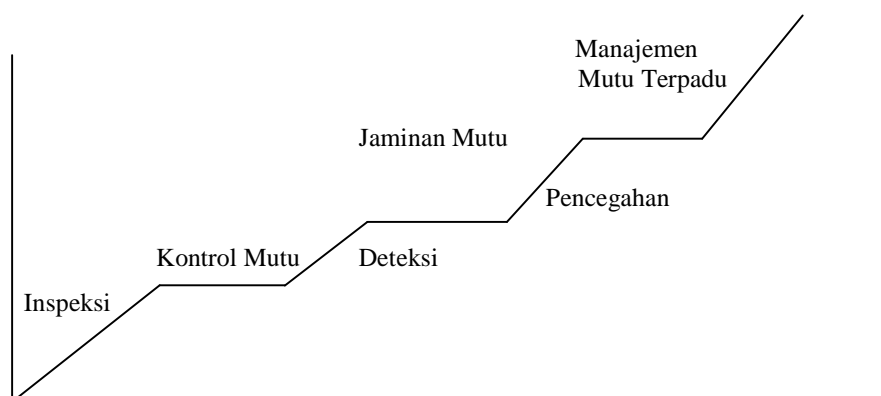 Manajemen
Mutu Terpadu
Jaminan Mutu
Pencegahan
Kontrol Mutu
Deteksi
Inspeksi